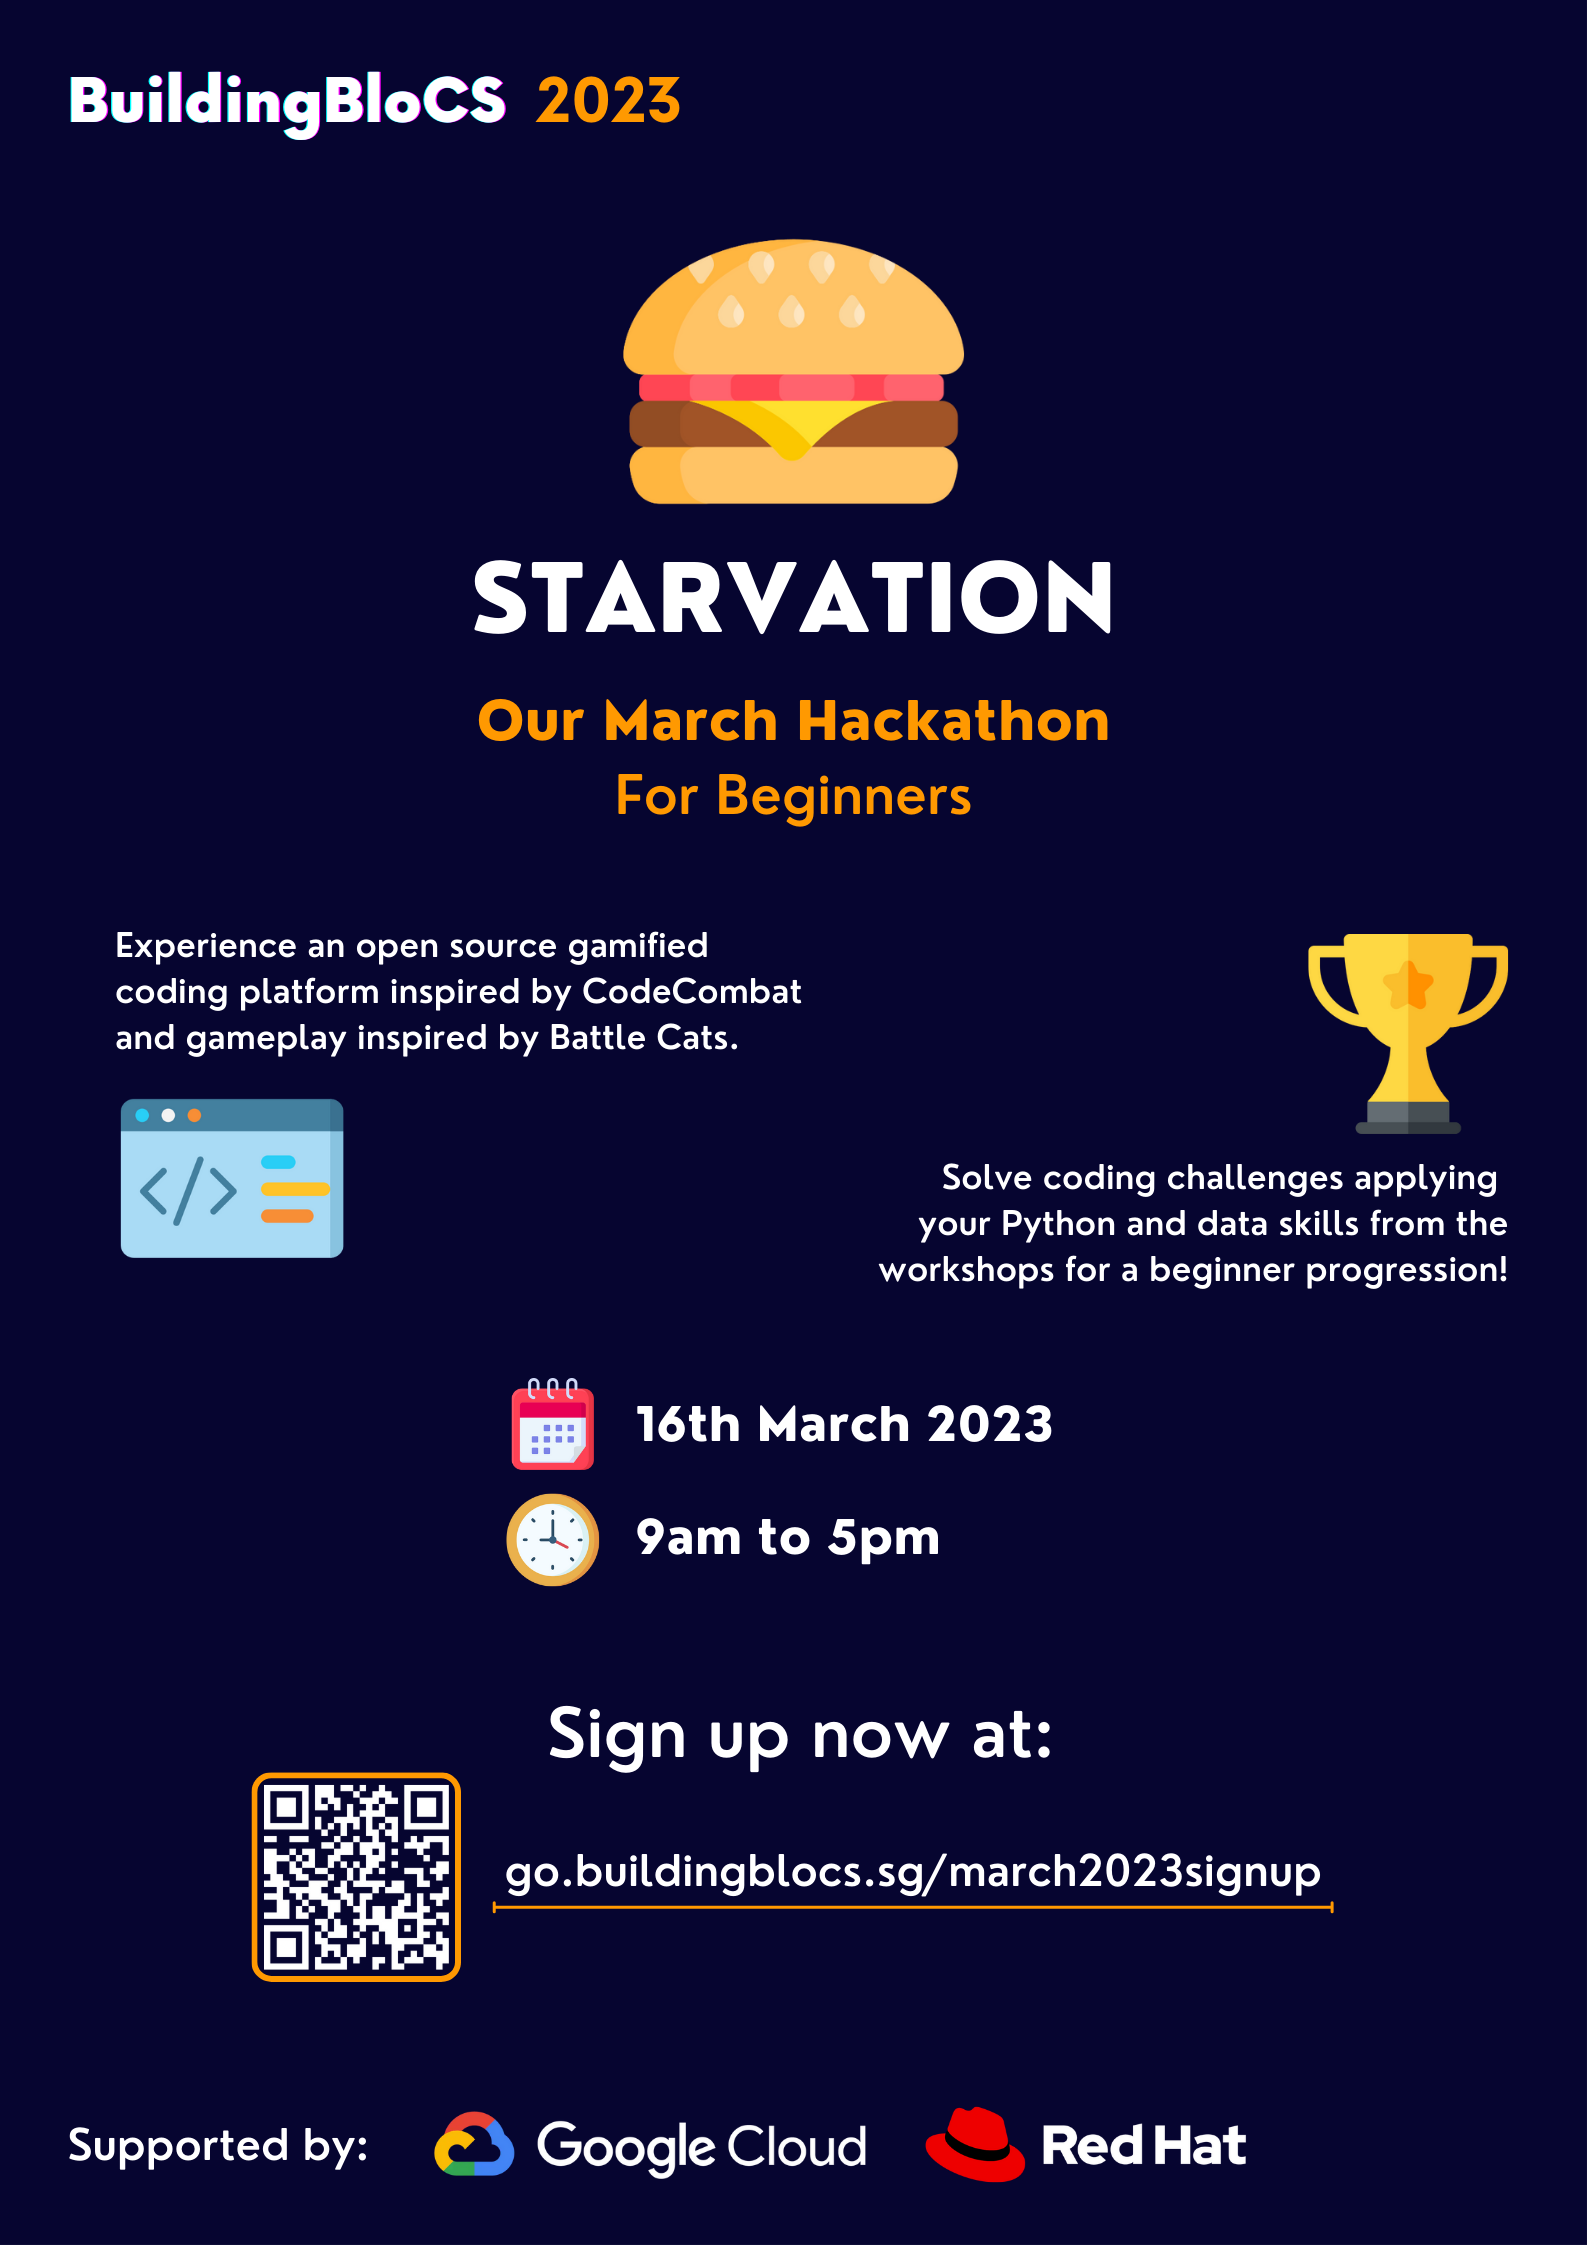 BuildingBloCS 2023
STARVATION
Our March Hackathon
For Beginners
Experience an open source gamified
coding platform inspired by CodeCombat
and gameplay inspired by Battle Cats.
</>
Solve coding challenges applying
your Python and data skills from the
workshops for a beginner progression!
16th March 2023
9am to 5pm
Sign up now at:
go.buildingblocs.sg/march2023signup
Supported by: Google Cloud Red Hat